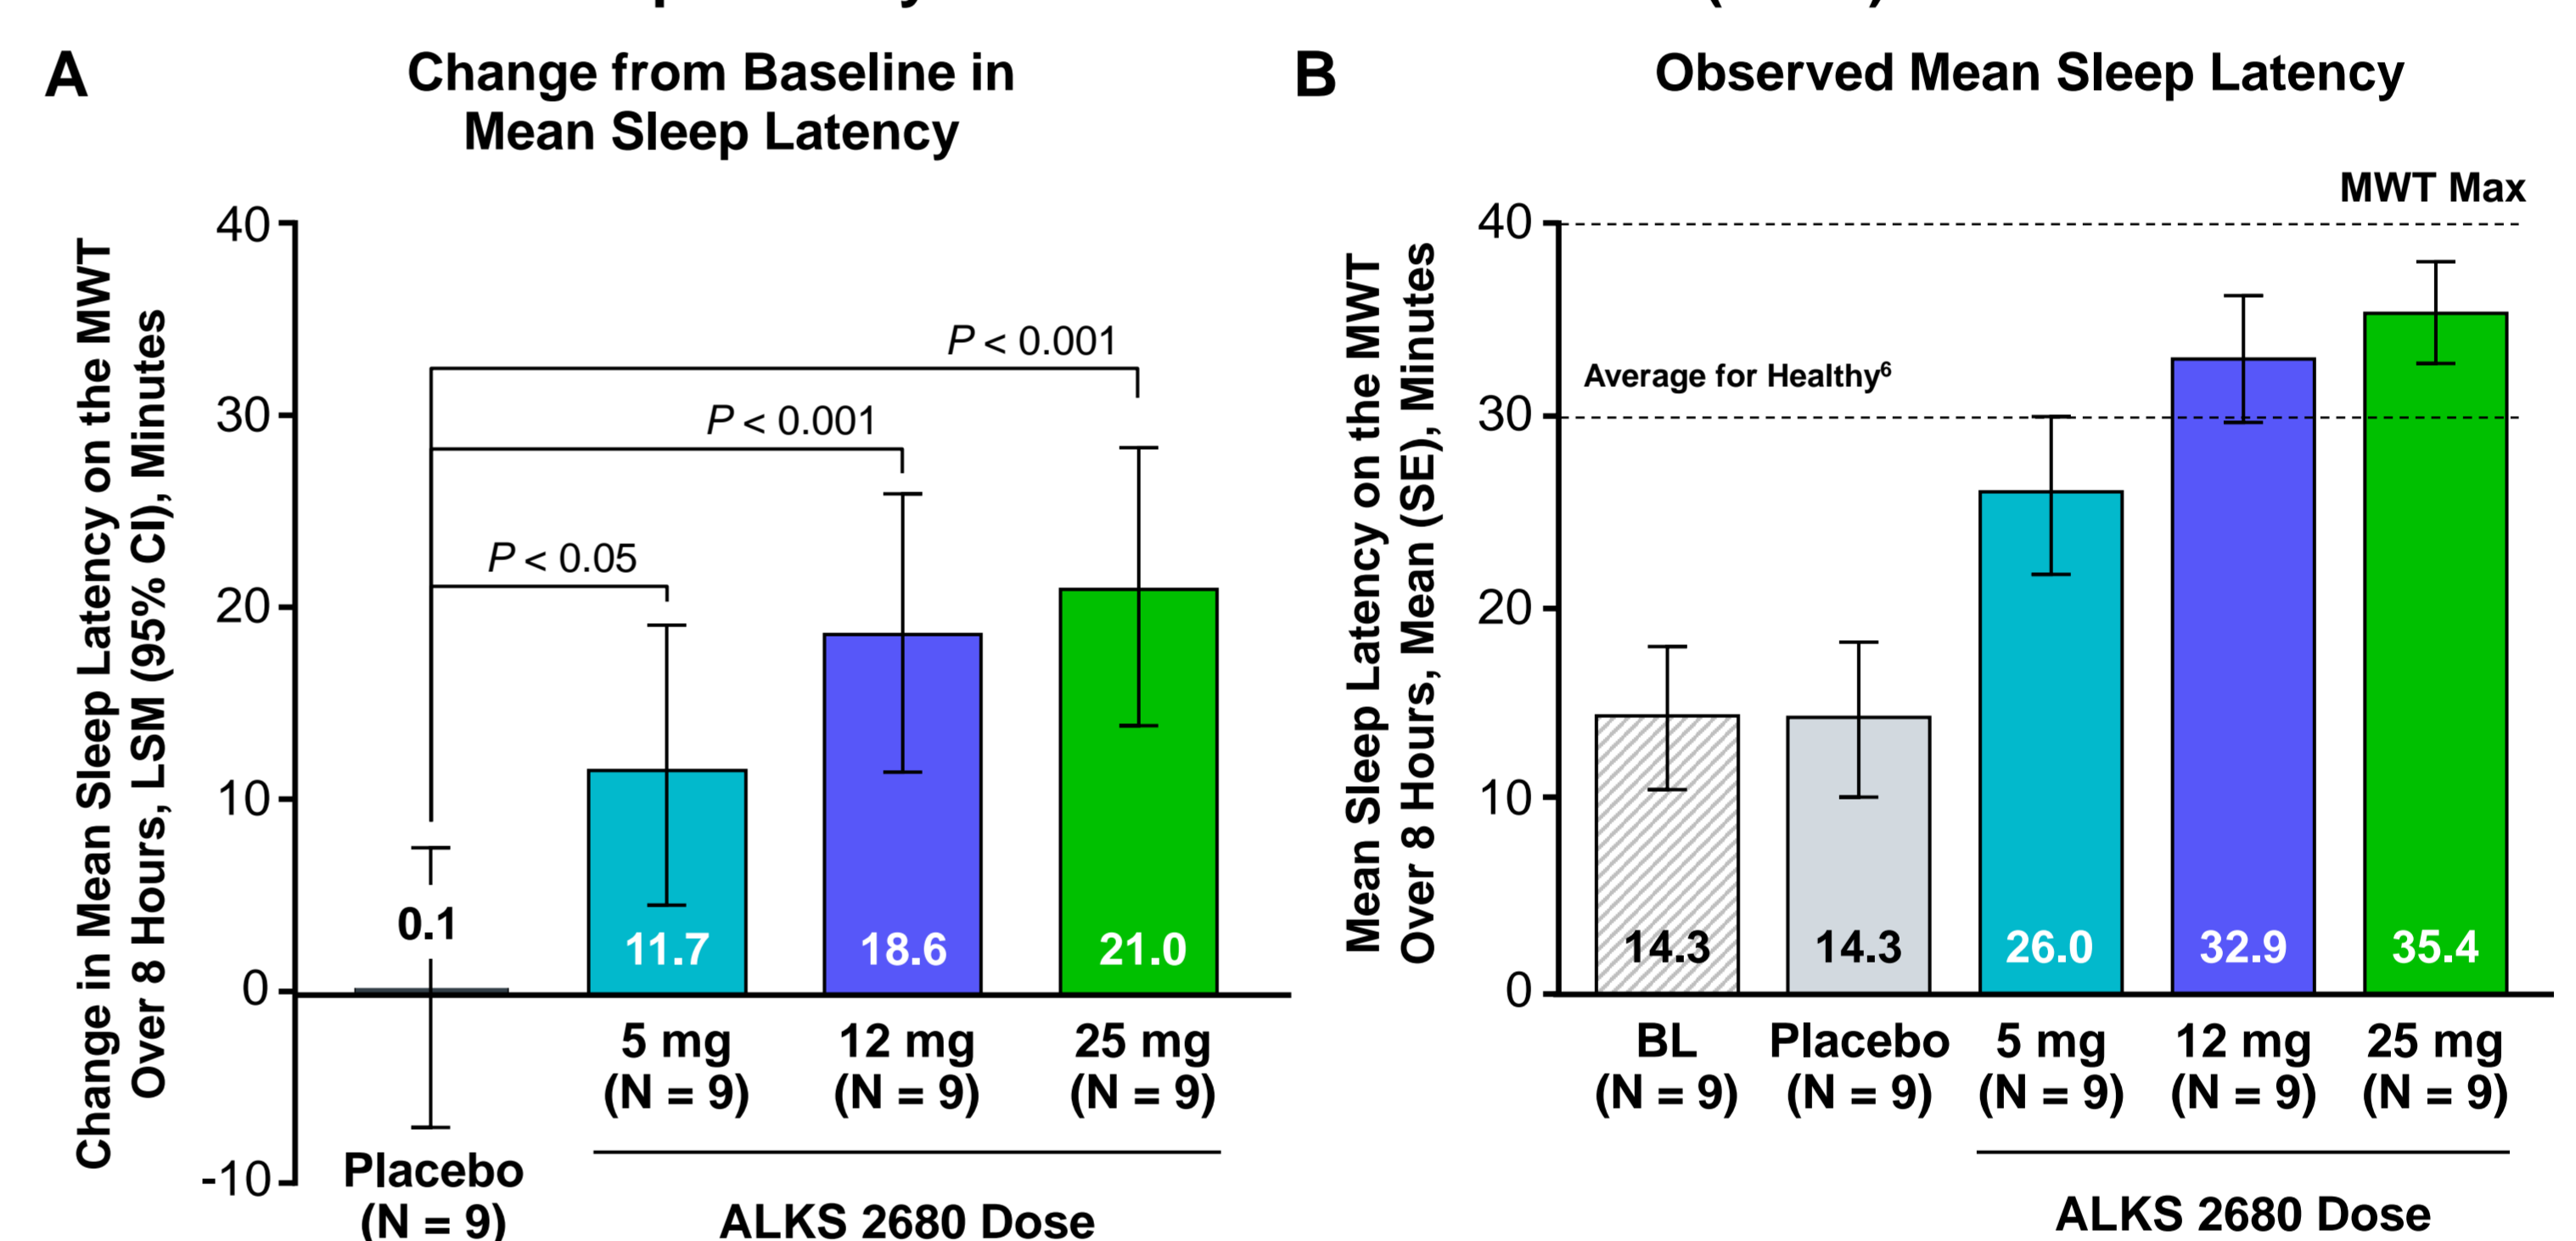 A
Change from Baseline in
Mean Sleep Latency
Change in Mean Sleep Latency on the MWT
Over 8 Hours, LSM (95% CI), Minutes
40
30
20
10
0
-10
P < 0.001
P < 0.001
P < 0.05
0.1
11.7
18.6
21.0
Placebo
(N = 9)
5 mg
(N = 9)
12 mg
(N = 9)
25 mg
(N = 9)
ALKS 2680 Dose
B
Observed Mean Sleep Latency
Mean Sleep Latency on the MWT
Over 8 Hours, Mean (SE), Minutes
MWT Max
40
30
20
10
0
Average for Healthy⁶
14.3
14.3
26.0
32.9
35.4
BL
(N = 9)
Placebo
(N = 9)
5 mg
(N = 9)
12 mg
(N = 9)
25 mg
(N = 9)
ALKS 2680 Dose